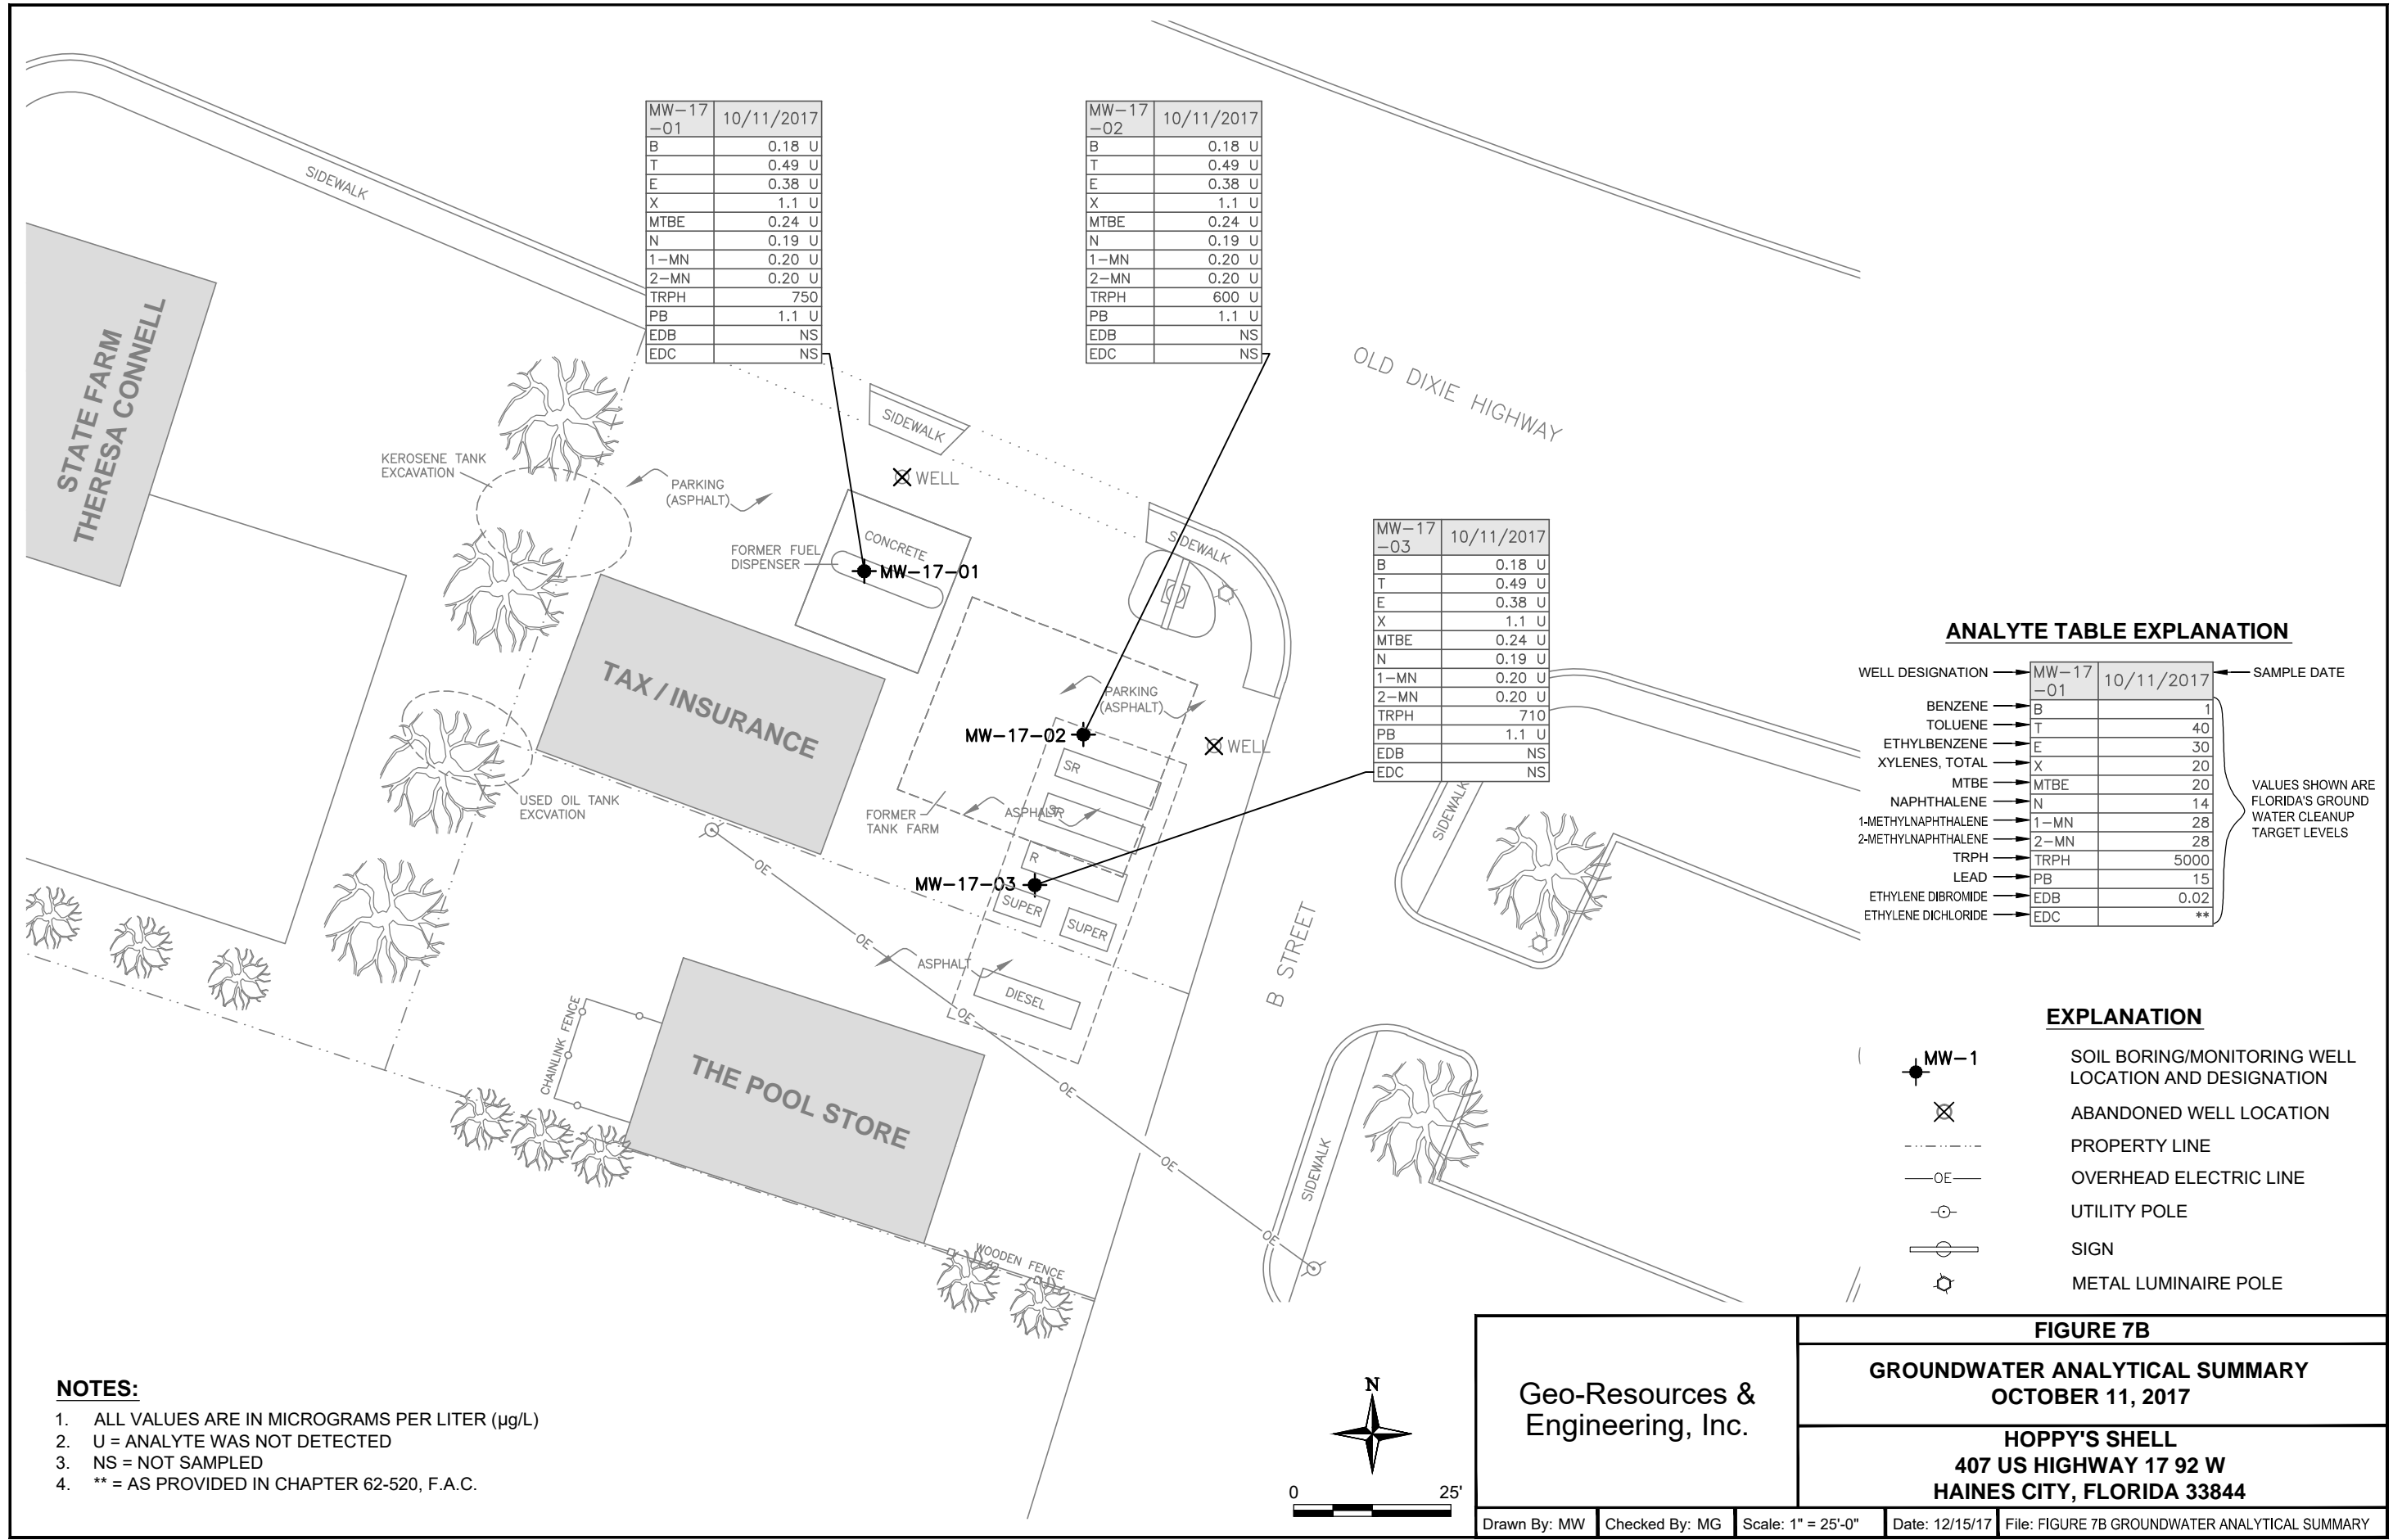 MW-17
-01 10/11/2017
B 0.18 U
T 0.49 U
E 0.38 U
X 1.1 U
MTBE 0.24 U
N 0.19 U
1-MN 0.20 U
2-MN 0.20 U
TRPH 750
PB 1.1 U
EDB NS
EDC NS
MW-17
-02 10/11/2017
B 0.18 U
T 0.49 U
E 0.38 U
X 1.1 U
MTBE 0.24 U
N 0.19 U
1-MN 0.20 U
2-MN 0.20 U
TRPH 600 U
PB 1.1 U
EDB NS
EDC NS
MW-17
-03 10/11/2017
B 0.18 U
T 0.49 U
E 0.38 U
X 1.1 U
MTBE 0.24 U
N 0.19 U
1-MN 0.20 U
2-MN 0.20 U
TRPH 710
PB 1.1 U
EDB NS
EDC NS
SIDEWALK
STATE FARM
THERESA CONNELL
OLD DIXIE HIGHWAY
SIDEWALK
KEROSENE TANK
EXCAVATION
PARKING
(ASPHALT)
WELL
CONCRETE
FORMER FUEL
DISPENSER
MW-17-01
SIDEWALK
TAX / INSURANCE
PARKING
(ASPHALT)
MW-17-02
WELL
SR
USED OIL TANK
EXCVATION
FORMER
TANK FARM
ASPHALT
SR
R
MW-17-03
SUPER
SUPER
SIDEWALK
OE
OE
ASPHALT
DIESEL
OE
B STREET
CHAINLINK FENCE
THE POOL STORE
OE
OE
SIDEWALK
OE
WOODEN FENCE
ANALYTE TABLE EXPLANATION
WELL DESIGNATION MW-17
-01 10/11/2017 SAMPLE DATE
BENZENE B 1
TOLUENE T 40
ETHYLBENZENE E 30
XYLENES, TOTAL X 20
MTBE MTBE 20
NAPHTHALENE N 14
1-METHYLNAPHTHALENE 1-MN 28
2-METHYLNAPHTHALENE 2-MN 28
TRPH TRPH 5000
LEAD PB 15
ETHYLENE DIBROMIDE EDB 0.02
ETHYLENE DICHLORIDE EDC **
VALUES SHOWN ARE
FLORIDA'S GROUND
WATER CLEANUP
TARGET LEVELS
EXPLANATION
MW-1 SOIL BORING/MONITORING WELL
LOCATION AND DESIGNATION
ABANDONED WELL LOCATION
PROPERTY LINE
OE OVERHEAD ELECTRIC LINE
UTILITY POLE
SIGN
METAL LUMINAIRE POLE
NOTES:
1. ALL VALUES ARE IN MICROGRAMS PER LITER (µg/L)
2. U = ANALYTE WAS NOT DETECTED
3. NS = NOT SAMPLED
4. ** = AS PROVIDED IN CHAPTER 62-520, F.A.C.
N
0 25'
Geo-Resources &
Engineering, Inc.
FIGURE 7B
GROUNDWATER ANALYTICAL SUMMARY
OCTOBER 11, 2017
HOPPY'S SHELL
407 US HIGHWAY 17 92 W
HAINES CITY, FLORIDA 33844
Drawn By: MW Checked By: MG Scale: 1" = 25'-0" Date: 12/15/17 File: FIGURE 7B GROUNDWATER ANALYTICAL SUMMARY